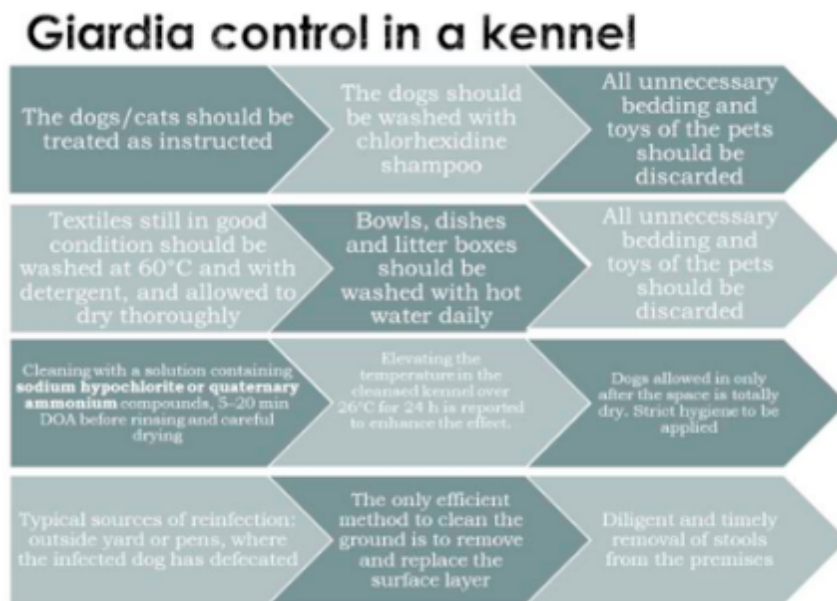 Giardia control in a kennel
The dogs/cats should be
treated as instructed
The dogs should
be washed with
chlorhexidine
shampoo
All unnecessary
bedding and
toys of the pets
should be
discarded
Textiles still in good
condition should be
washed at 60°C and with
detergent, and allowed to
dry thoroughly
Bowls, dishes
and litter boxes
should be
washed with hot
water daily
All unnecessary
bedding and
toys of the pets
should be
discarded
Cleaning with a solution containing
sodium hypochlorite or quaternary
ammonium compounds, 5–20 min
DOA before rinsing and careful
drying
Elevating the
temperature in the
cleansed kennel over
26°C for 24 h is reported
to enhance the effect.
Dogs allowed in only
after the space is totally
dry. Strict hygiene to be
applied
Typical sources of reinfection:
outside yard or pens, where
the infected dog has defecated
The only efficient
method to clean the
ground is to remove
and replace the
surface layer
Diligent and timely
removal of stools
from the premises